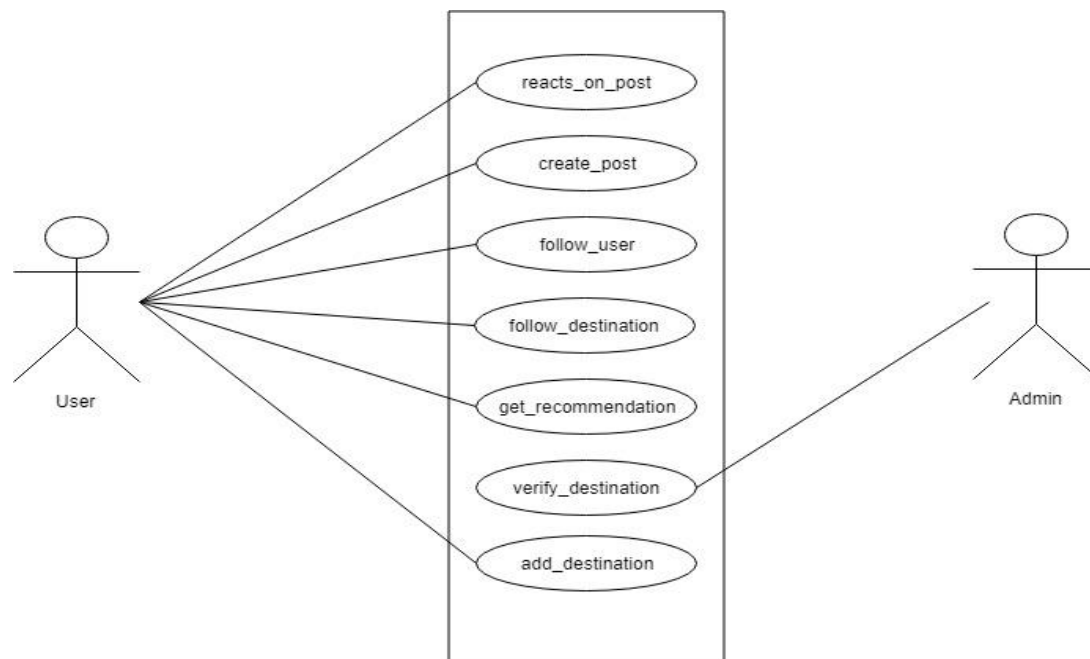 reacts_on_post
create_post
follow_user
follow_destination
get_recommendation
verify_destination
add_destination
User
Admin